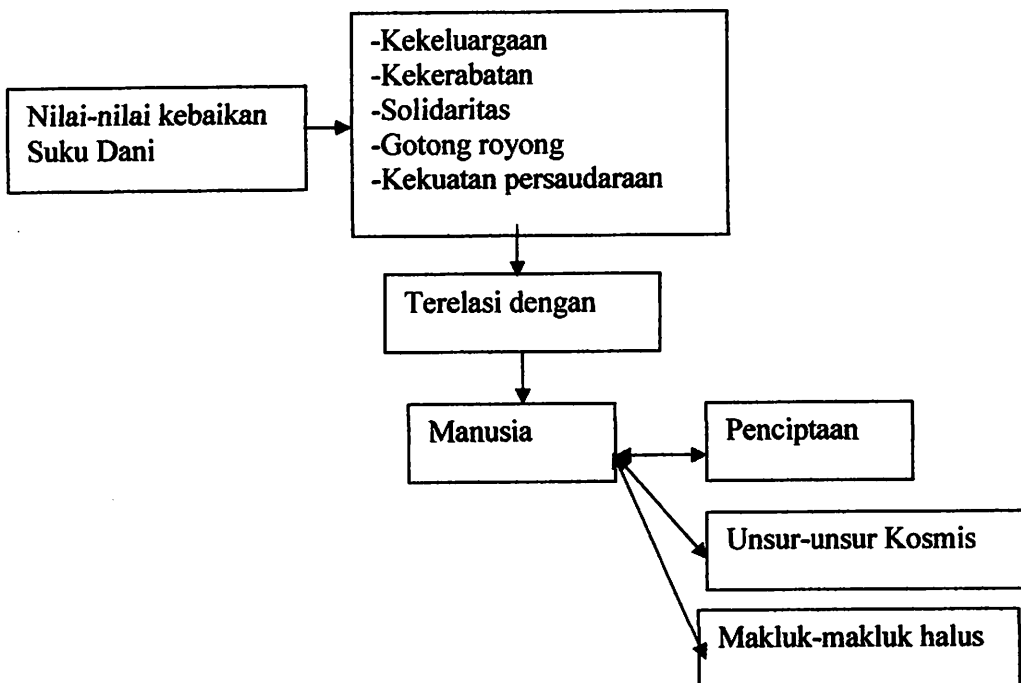 Nilai-nilai kebaikan
Suku Dani
-Kekeluargaan
-Kekerabatan
-Solidaritas
-Gotong royong
-Kekuatan persaudaraan
Terelasi dengan
Manusia
Penciptaan
Unsur-unsur Kosmis
Makluk-makluk halus